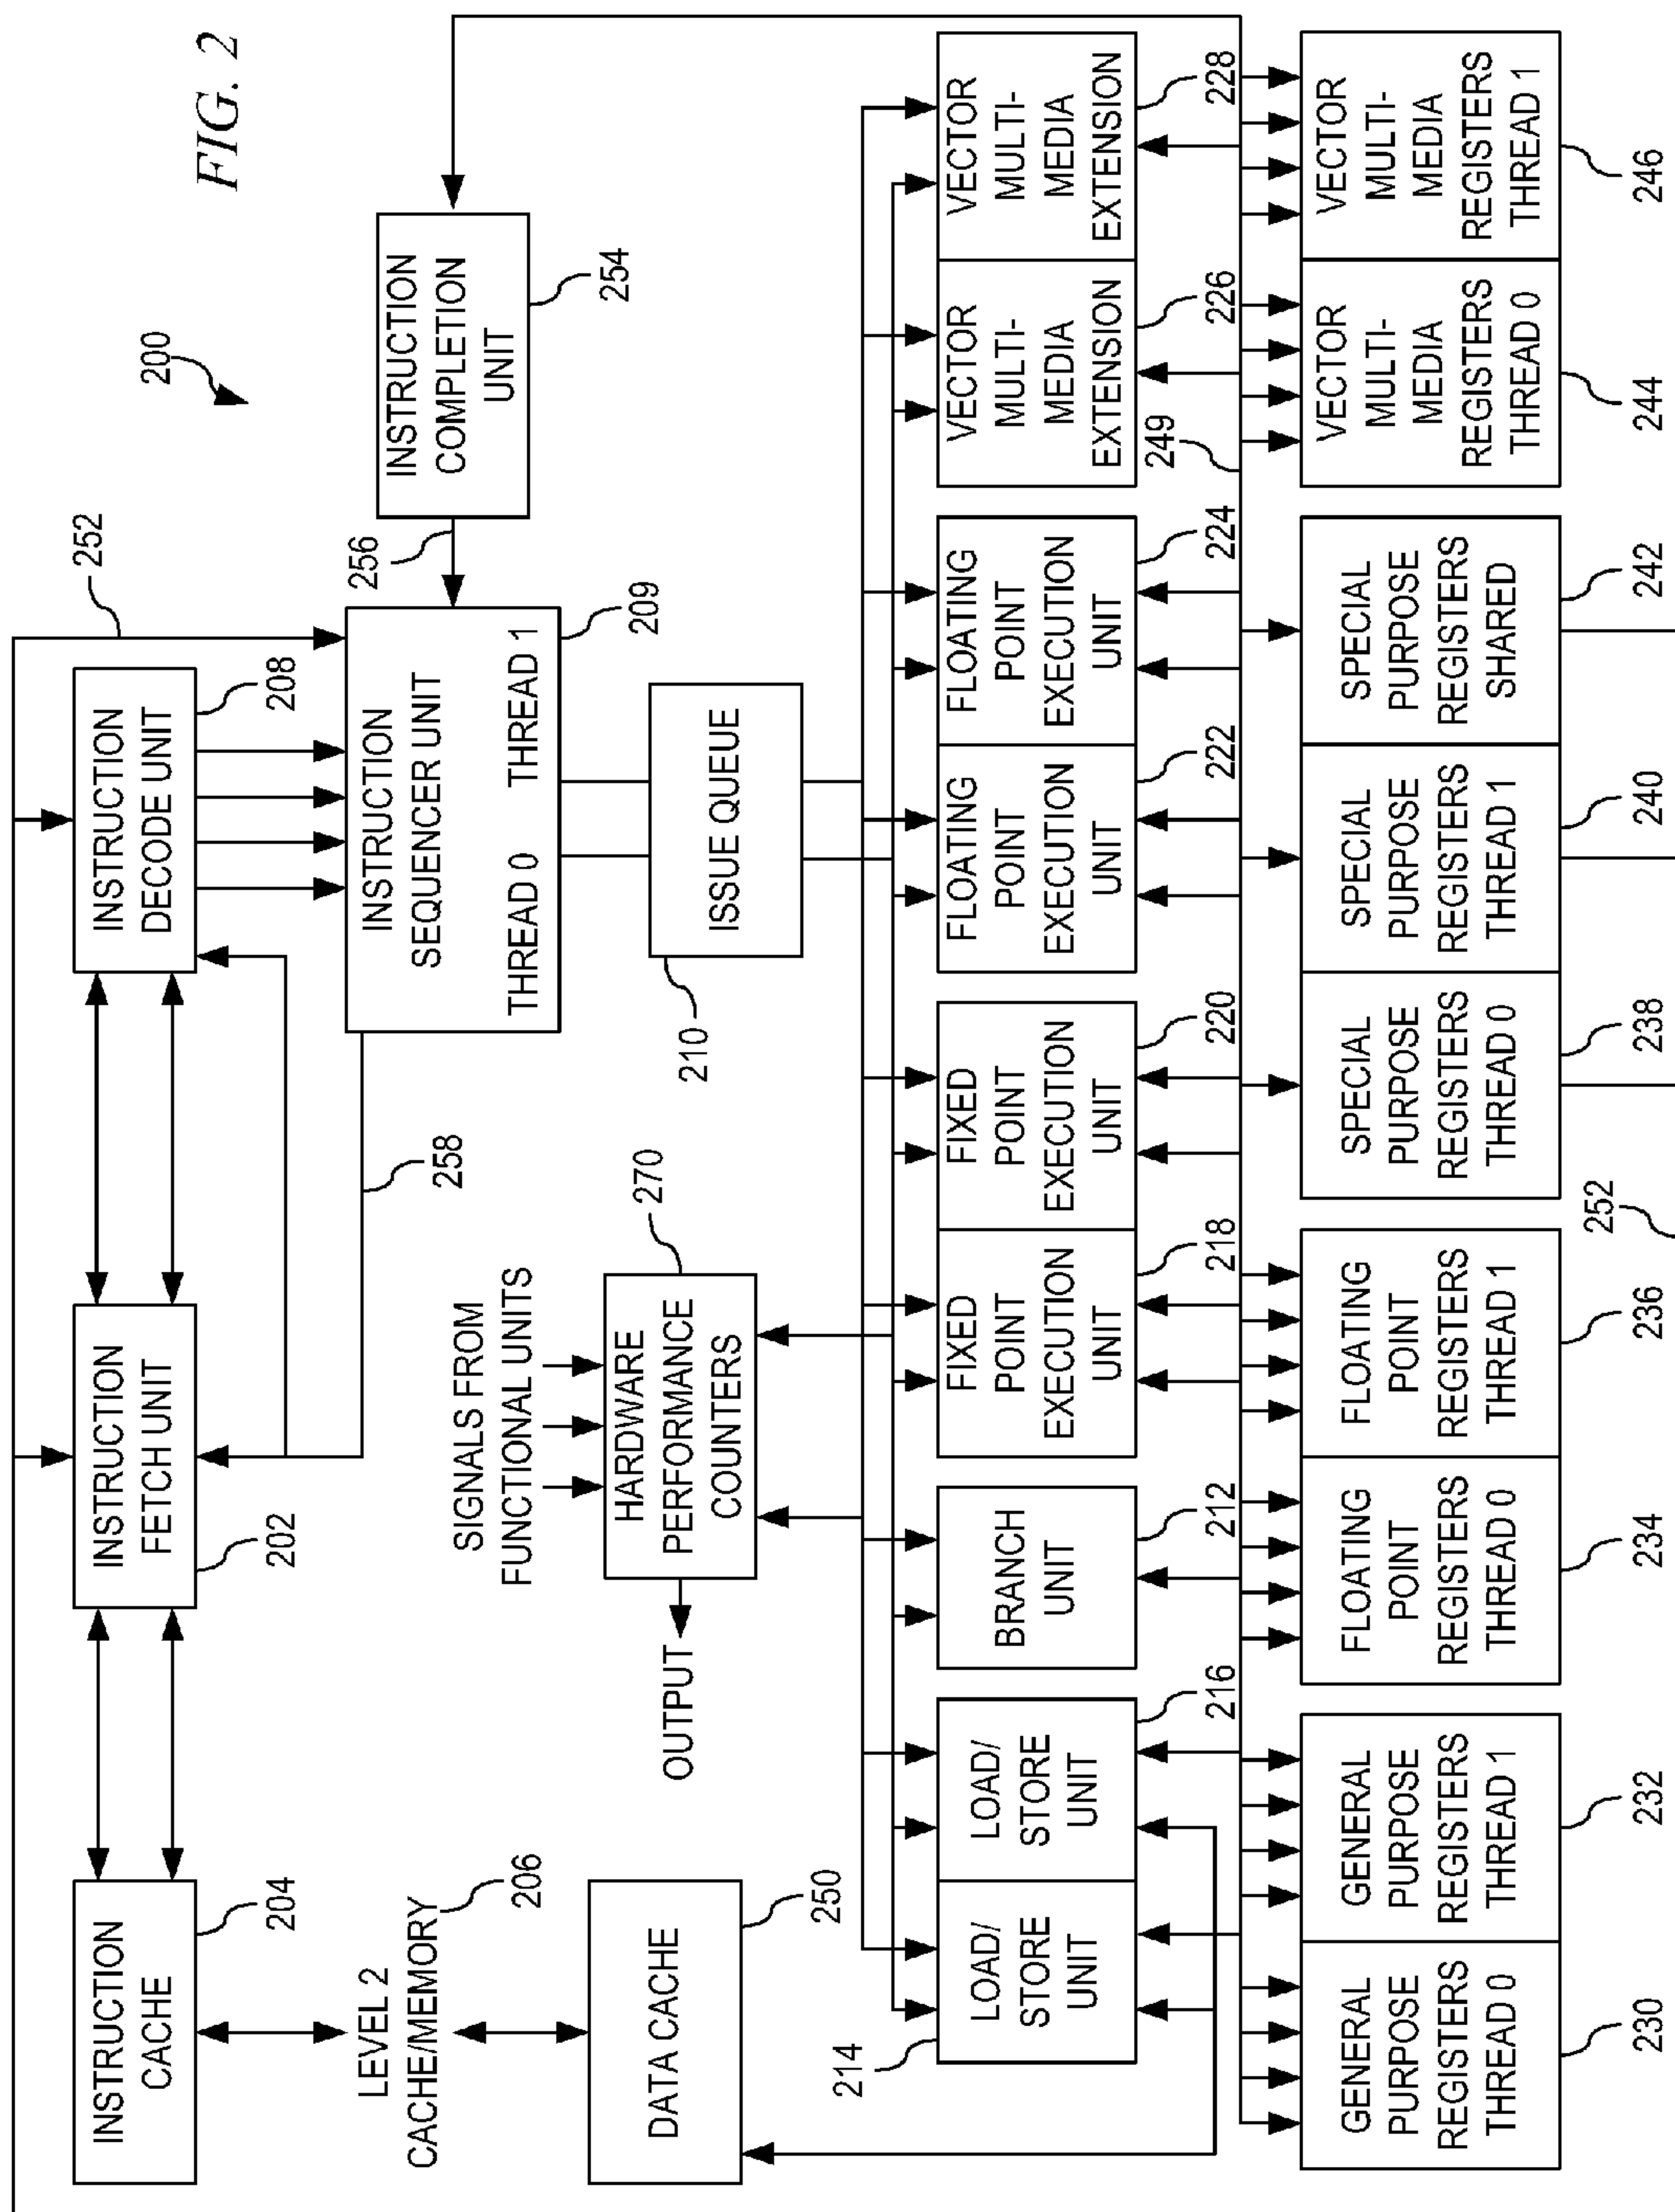 FIG. 2
200
252
INSTRUCTION
CACHE
204
INSTRUCTION
FETCH UNIT
202
INSTRUCTION
DECODE UNIT
208
LEVEL 2
CACHE/MEMORY
206
258
INSTRUCTION
SEQUENCER UNIT
THREAD 0
THREAD 1
209
256
INSTRUCTION
COMPLETION
UNIT
254
DATA CACHE
250
SIGNALS FROM
FUNCTIONAL UNITS
HARDWARE
PERFORMANCE
COUNTERS
270
OUTPUT
ISSUE QUEUE
210
LOAD/
STORE
UNIT
214
LOAD/
STORE
UNIT
216
BRANCH
UNIT
212
FIXED
POINT
EXECUTION
UNIT
218
FIXED
POINT
EXECUTION
UNIT
220
FLOATING
POINT
EXECUTION
UNIT
222
FLOATING
POINT
EXECUTION
UNIT
224
VECTOR
MULTI-
MEDIA
EXTENSION
226
VECTOR
MULTI-
MEDIA
EXTENSION
228
249
GENERAL
PURPOSE
REGISTERS
THREAD 0
230
GENERAL
PURPOSE
REGISTERS
THREAD 1
232
FLOATING
POINT
REGISTERS
THREAD 0
234
FLOATING
POINT
REGISTERS
THREAD 1
236
SPECIAL
PURPOSE
REGISTERS
THREAD 0
238
SPECIAL
PURPOSE
REGISTERS
THREAD 1
240
SPECIAL
PURPOSE
REGISTERS
SHARED
242
VECTOR
MULTI-
MEDIA
REGISTERS
THREAD 0
244
VECTOR
MULTI-
MEDIA
REGISTERS
THREAD 1
246
252